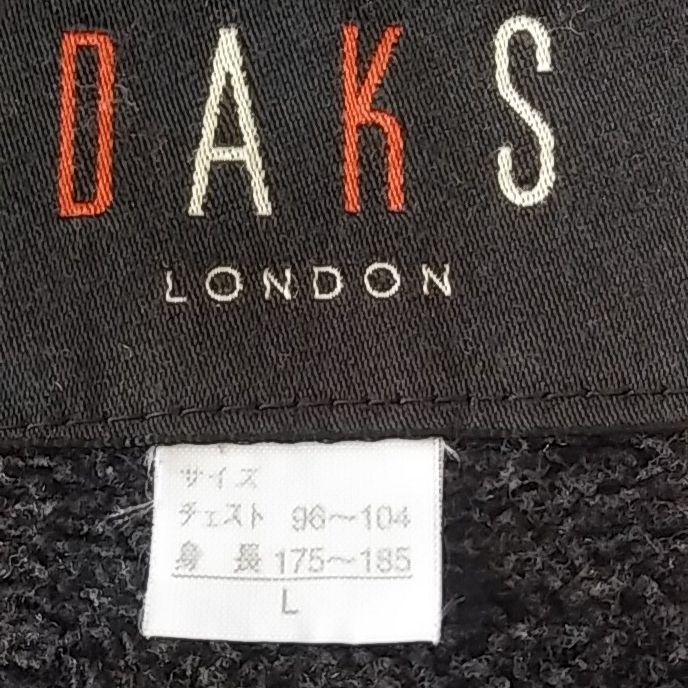 DAKS
LONDON
サイズ
チェスト 96～104
身長 175～185
L